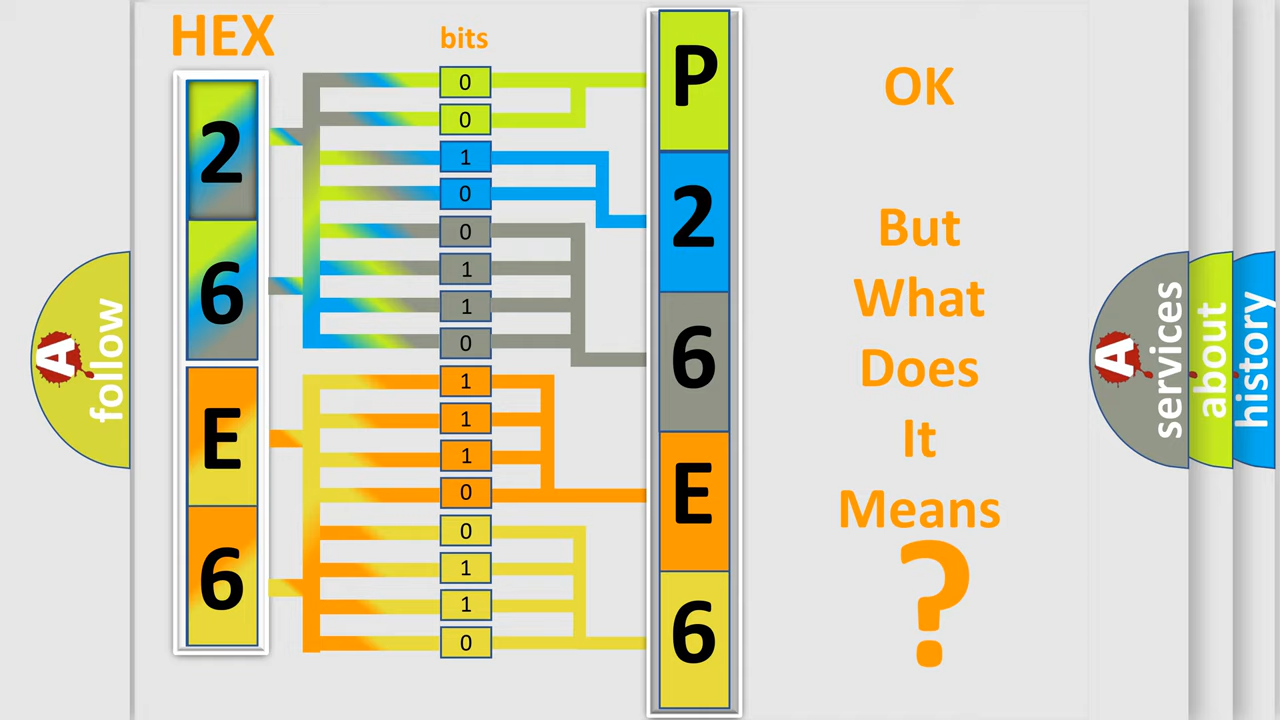 HEX
bits
2
6
E
6
0
0
1
0
0
1
1
0
1
1
1
0
0
1
1
0
P
2
6
E
6
OK
But
What
Does
It
Means
?
A
follow
A
services
about
history